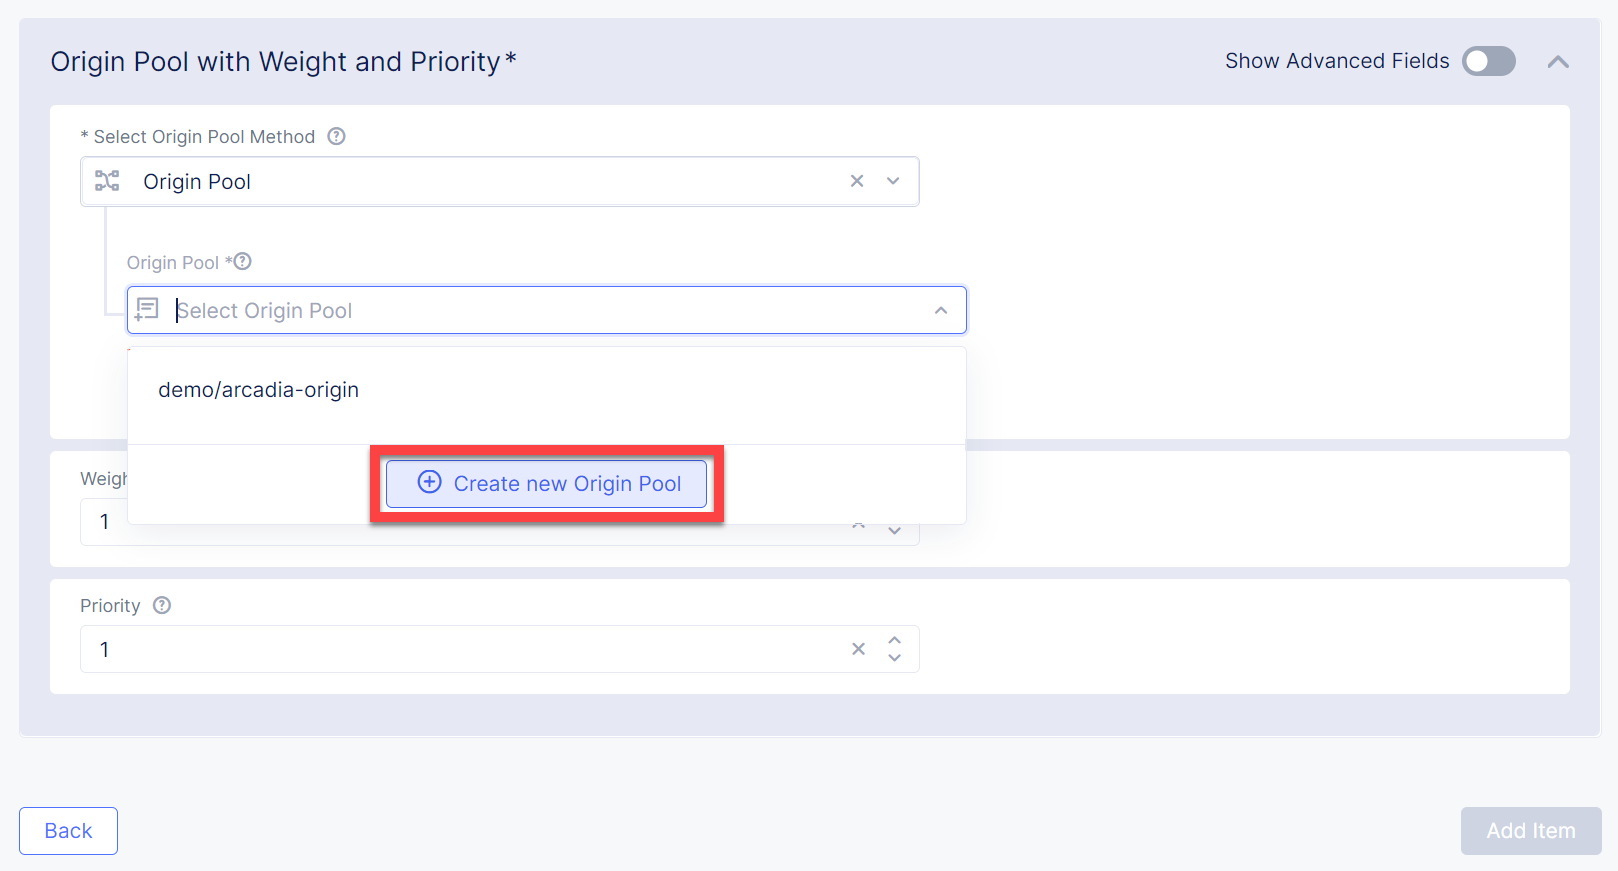 Origin Pool with Weight and Priority*
Show Advanced Fields
* Select Origin Pool Method
Origin Pool
Origin Pool *
Select Origin Pool
demo/arcadia-origin
Create new Origin Pool
1
Priority
1
Back
Add Item